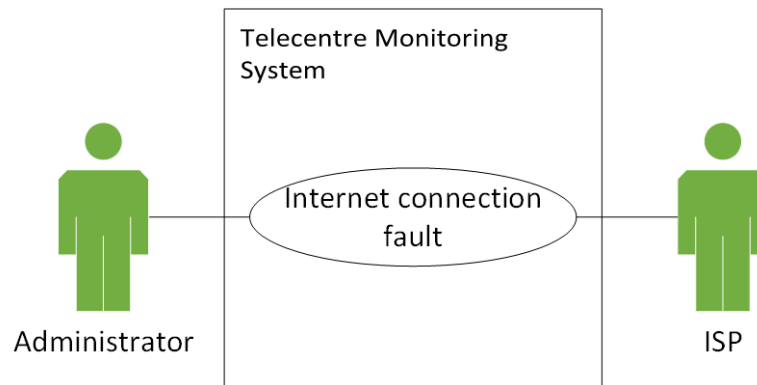 Telecentre Monitoring
System
Internet connection
fault
Administrator
ISP